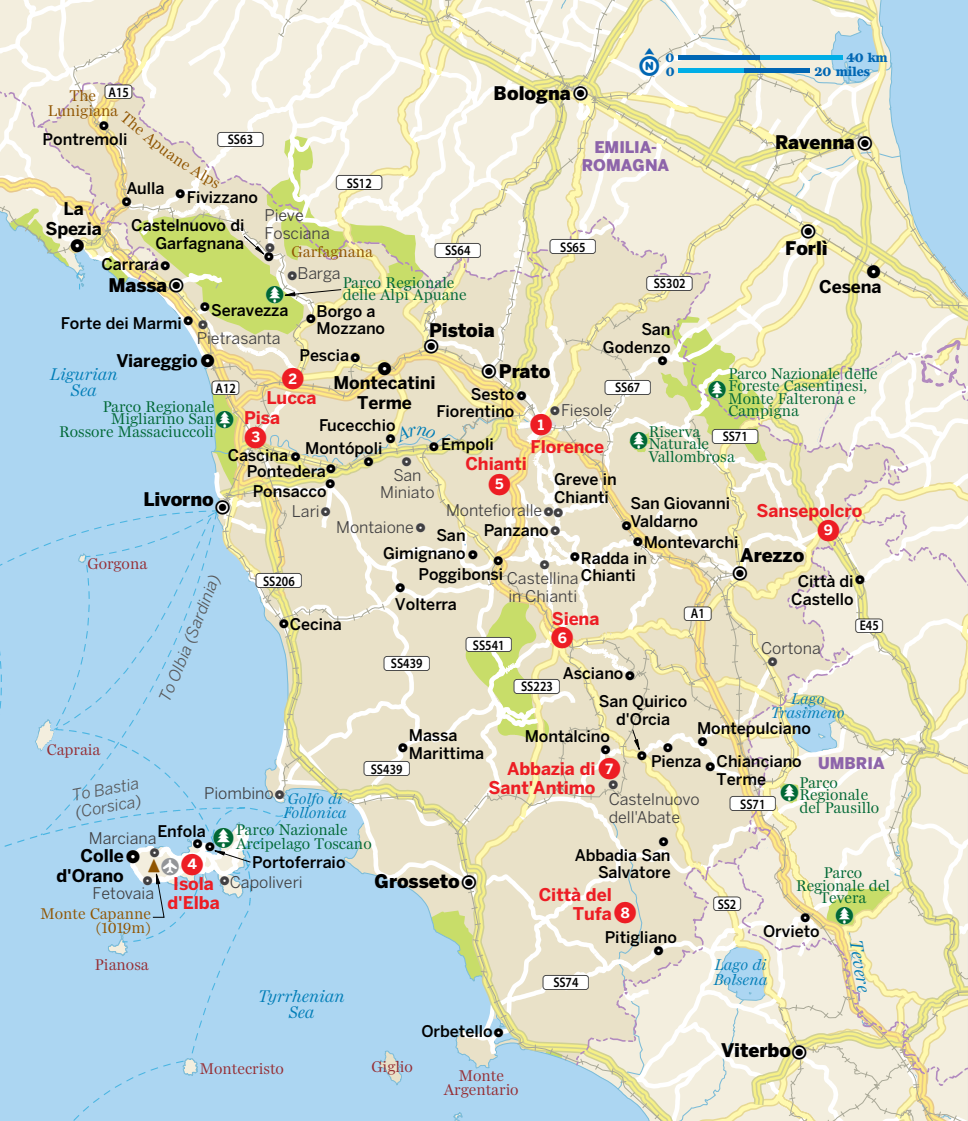 0
40 km
N
0
20 miles
Bologna
The
Lunigiana
A15
Pontremoli
The Apuane Alps
SS63
EMILIA-
ROMAGNA
Ravenna
SS12
Aulla
Fivizzano
La
Spezia
Castelnuovo di
Garfagnana
Pieve
Fosciana
Garfagnana
SS64
SS65
Forlì
Carrara
Barga
Massa
Parco Regionale
delle Alpi Apuane
SS302
Cesena
Seravezza
Borgo a
Mozzano
Forte dei Marmi
Pietrasanta
Pistoia
San
Godenzo
Viareggio
Pescia
Prato
Ligurian
Sea
2
Lucca
Montecatini
Terme
A12
Sesto
Fiorentino
SS67
Parco Nazionale delle
Foreste Casentinesi,
Monte Falterona e
Campigna
Parco Regionale
Migliarino San
Rossore Massaciuccoli
Pisa
3
Fucecchio
Arno
Fiesole
1
Florence
Riserva
Naturale
Vallombrosa
SS71
Cascina
Montópoli
Empoli
Pontedera
Chianti
5
Ponsacco
San
Miniato
Greve in
Chianti
Livorno
Lari
Montefioralle
San Giovanni
Valdarno
Sansepolcro
9
Montaione
Panzano
Montevarchi
San
Gimignano
Radda in
Chianti
Arezzo
Gorgona
Poggibonsi
Castellina
in Chianti
Città di
Castello
SS206
Volterra
To Olbia (Sardinia)
Cecina
Siena
6
A1
E45
SS541
SS439
Cortona
Asciano
SS223
San Quirico
d'Orcia
Lago
Trasimeno
Capraia
Massa
Marittima
Montalcino
Montepulciano
Pienza
Chianciano
Terme
UMBRIA
SS439
Abbazia di
Sant'Antimo
7
To Bastia
(Corsica)
Piombino
Golfo di
Follonica
Castelnuovo
dell'Abate
SS71
Parco
Regionale
del Pausillo
Marciana
Enfola
Parco Nazionale
Arcipelago Toscano
Colle
d'Orano
4
Portoferraio
Abbadia San
Salvatore
Fetovaia
Isola
d'Elba
Capoliveri
Grosseto
Parco
Regionale del
Tevera
Monte Capanne
(1019m)
Città del
Tufa
8
SS2
Pitigliano
Orvieto
Pianosa
Lago di
Bolsena
Tevere
SS74
Tyrrhenian
Sea
Orbetello
Viterbo
Montecristo
Giglio
Monte
Argentario